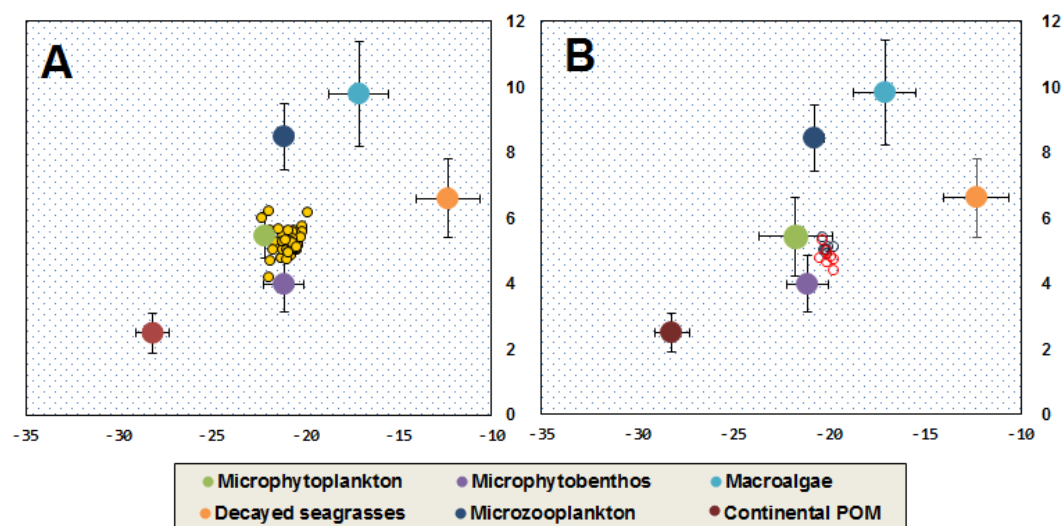 A
B
12
10
8
6
4
2
0
12
10
8
6
4
2
0
-35 -30 -25 -20 -15 -10
-35 -30 -25 -20 -15 -10
Microphytoplankton Microphytobenthos Macroalgae
Decayed seagrasses Microzooplankton Continental POM